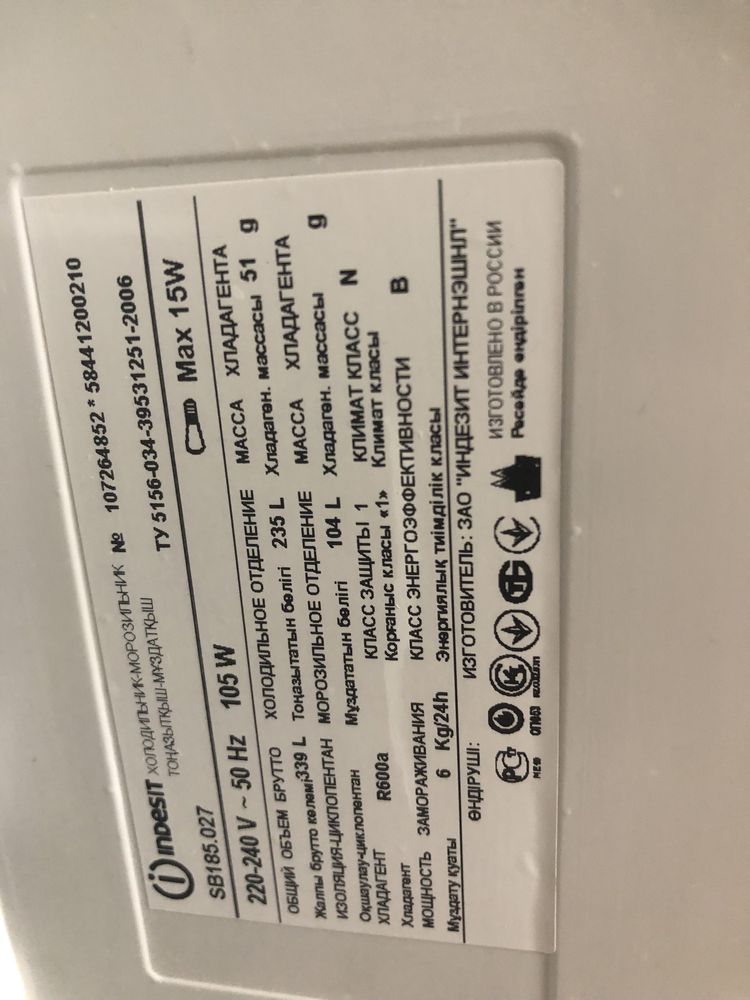 INDESIT ХОЛОДИЛЬНИК-МОРОЗИЛЬНИК № 107264852 * 58441200210
ТОҢАЗЫТҚЫШ-МҰЗДАТҚЫШ
SB185.027 ТУ 5156-034-39531251-2006
220-240 V ~ 50 Hz 105 W Max 15W
ОБЩИЙ ОБЪЕМ БРУТТО ХОЛОДИЛЬНОЕ ОТДЕЛЕНИЕ МАССА ХЛАДАГЕНТА
Жалпы брутто көлемі 339 L Тоңазытатын бөлігі 235 L Хладаген. массасы 51 g
ИЗОЛЯЦИЯ-ЦИКЛОПЕНТАН МОРОЗИЛЬНОЕ ОТДЕЛЕНИЕ МАССА ХЛАДАГЕНТА
Оқшаулау-циклопентан Мұздататын бөлігі 104 L Хладаген. массасы g
ХЛАДАГЕНТ R600a КЛАСС ЗАЩИТЫ 1 КЛИМАТ КЛАСС N
Хладагент Қорғаныс класы «1» Климат класы
МОЩНОСТЬ ЗАМОРАЖИВАНИЯ КЛАСС ЭНЕРГОЭФФЕКТИВНОСТИ B
Мұздату қуаты 6 Kg/24h Энергиялық тиімділік класы
ӨНДІРУШІ: ИЗГОТОВИТЕЛЬ: ЗАО "ИНДЕЗИТ ИНТЕРНЭШНЛ"
ИЗГОТОВЛЕНО В РОССИИ
Ресейде өндірілген